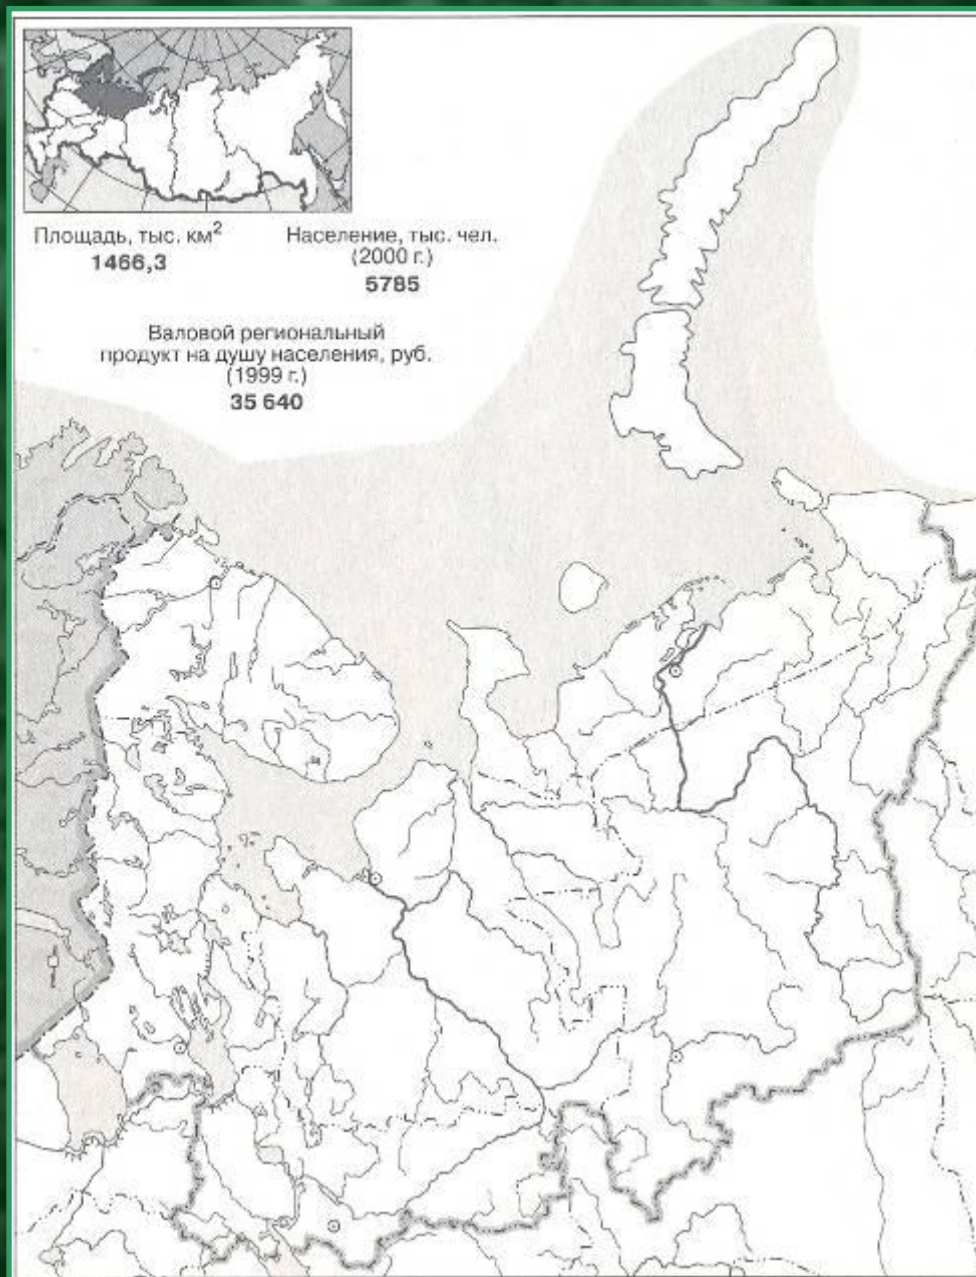 Площадь, тыс. км²
1466,3
Население, тыс. чел.
(2000 г.)
5785
Валовой региональный
продукт на душу населения, руб.
(1999 г.)
35 640